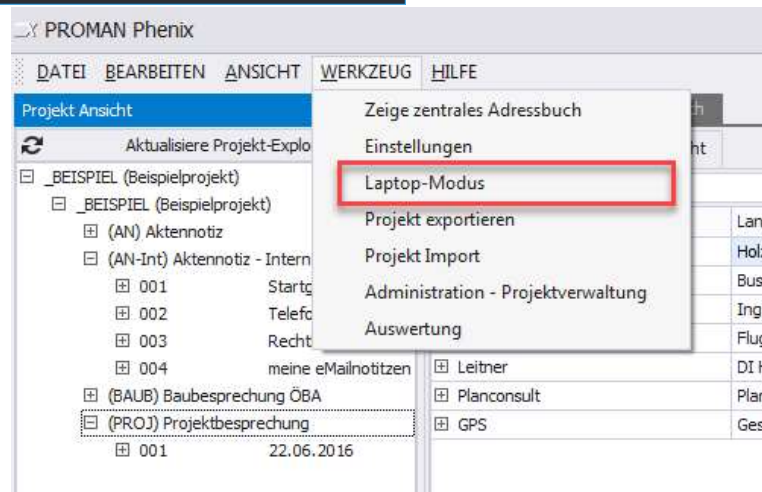 PROMAN Phenix
DATEI BEARBEITEN ANSICHT WERKZEUG HILFE
Projekt Ansicht
Zeige zentrales Adressbuch
Aktualisiere Projekt-Explo
Einstellungen
ht
_BEISPIEL (Beispielprojekt)
Laptop-Modus
_BEISPIEL (Beispielprojekt)
Projekt exportieren
Lan
(AN) Aktennotiz
Projekt Import
Hol
(AN-Int) Aktennotiz - Intern
Bus
001 Startg
Administration - Projektverwaltung
Ing
002 Telefo
Auswertung
Flug
003 Recht
004 meine eMailnotitzen
Leitner DI H
(BAUB) Baubesprechung ÖBA
Planconsult Plan
(PROJ) Projektbesprechung
GPS Ges
001 22.06.2016